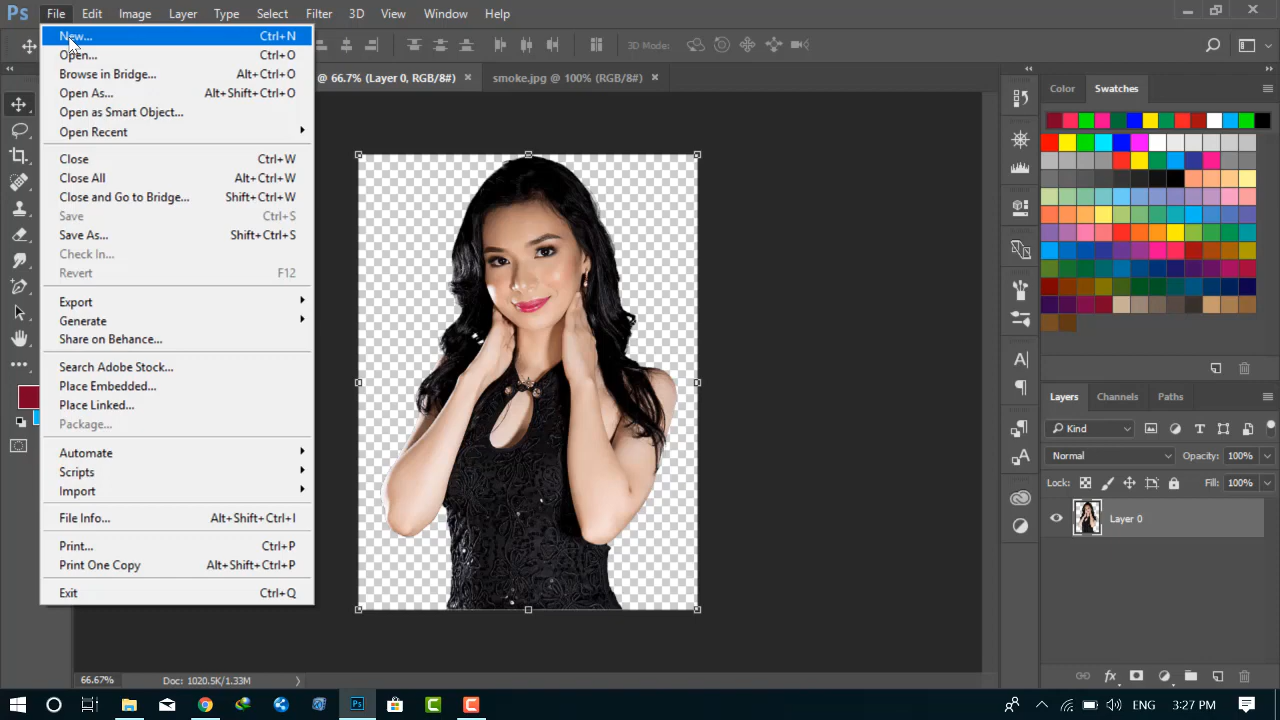 Ps File Edit Image Layer Type Select Filter 3D View Window Help
3D Mode:
@ 66.7% (Layer 0, RGB/8#) × smoke.jpg @ 100% (RGB/8#) ×
New... Ctrl+N
Open... Ctrl+O
Browse in Bridge... Alt+Ctrl+O
Open As... Alt+Shift+Ctrl+O
Open as Smart Object...
Open Recent
Close Ctrl+W
Close All Alt+Ctrl+W
Close and Go to Bridge... Shift+Ctrl+W
Save Ctrl+S
Save As... Shift+Ctrl+S
Check In...
Revert F12
Export
Generate
Share on Behance...
Search Adobe Stock...
Place Embedded...
Place Linked...
Package...
Automate
Scripts
Import
File Info... Alt+Shift+Ctrl+I
Print... Ctrl+P
Print One Copy Alt+Shift+Ctrl+P
Exit Ctrl+Q
Color Swatches
Layers Channels Paths
Kind
Normal Opacity: 100%
Lock: Fill: 100%
Layer 0
66.67% Doc: 1020.5K/1.33M
Ps ENG 3:27 PM